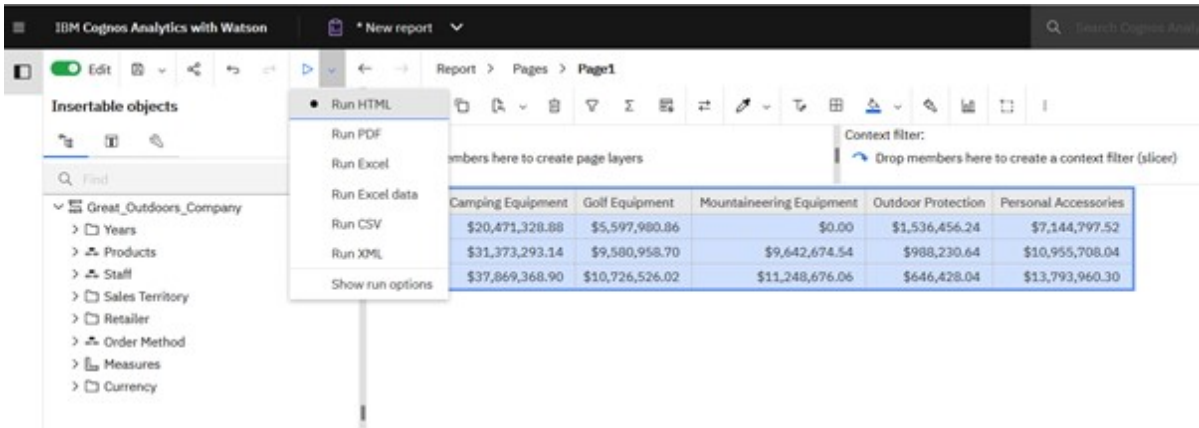 IBM Cognos Analytics with Watson
* New report
Search Cognos Analy
Edit
Report > Pages > Page1
Insertable objects
Find
Great_Outdoors_Company
Years
Products
Staff
Sales Territory
Retailer
Order Method
Measures
Currency
Run HTML
Run PDF
Run Excel
Run Excel data
Run CSV
Run XML
Show run options
mbers here to create page layers
Context filter:
Drop members here to create a context filter (slicer)
Camping Equipment Golf Equipment Mountaineering Equipment Outdoor Protection Personal Accessories
$20,471,328.88 $5,597,980.86 $0.00 $1,536,456.24 $7,144,797.52
$31,373,293.14 $9,580,958.70 $9,642,674.54 $988,230.64 $10,955,708.04
$37,869,368.90 $10,726,526.02 $11,248,676.06 $646,428.04 $13,793,960.30